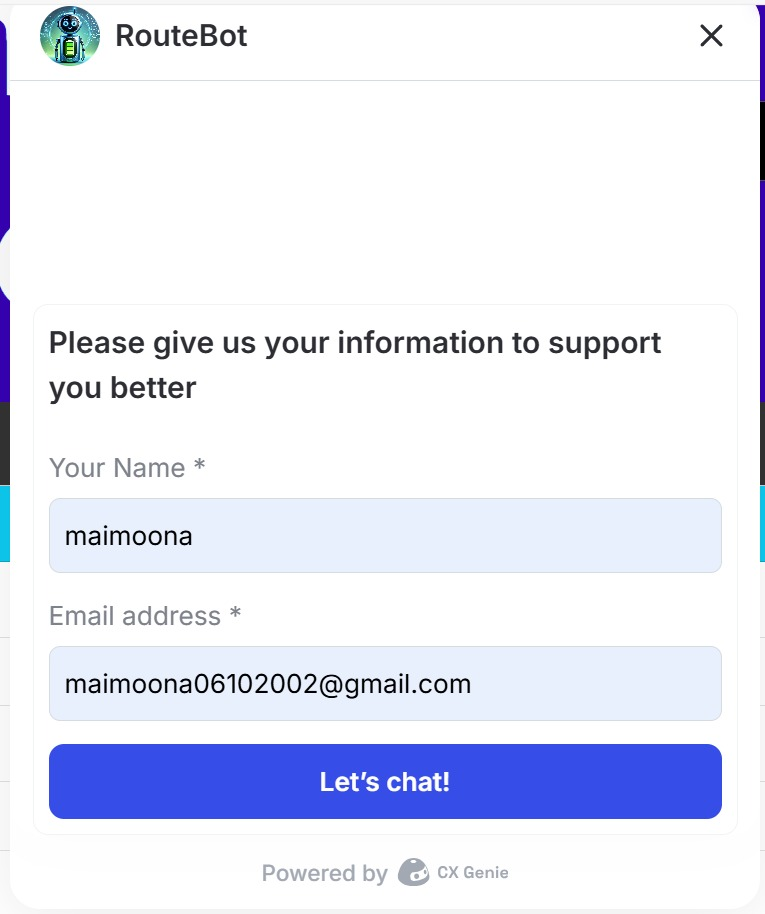 RouteBot
Please give us your information to support
you better
Your Name *
maimoona
Email address *
maimoona06102002@gmail.com
Let’s chat!
Powered by CX Genie